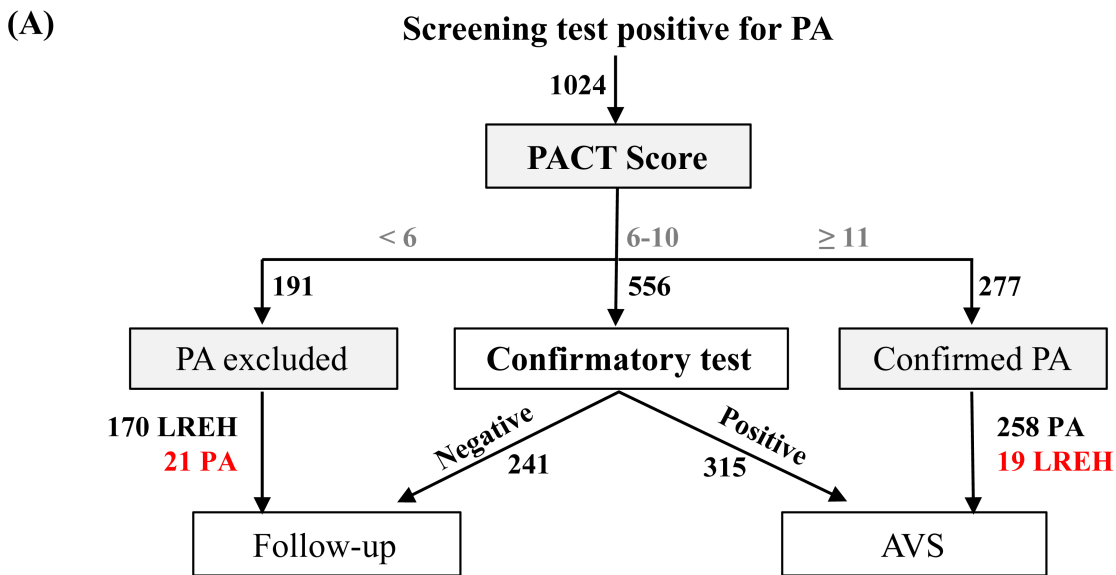 (A)
Screening test positive for PA
1024
PACT Score
< 6
6-10
≥ 11
191
556
277
PA excluded
Confirmatory test
Confirmed PA
170 LREH
21 PA
Negative
241
Positive
315
258 PA
19 LREH
Follow-up
AVS